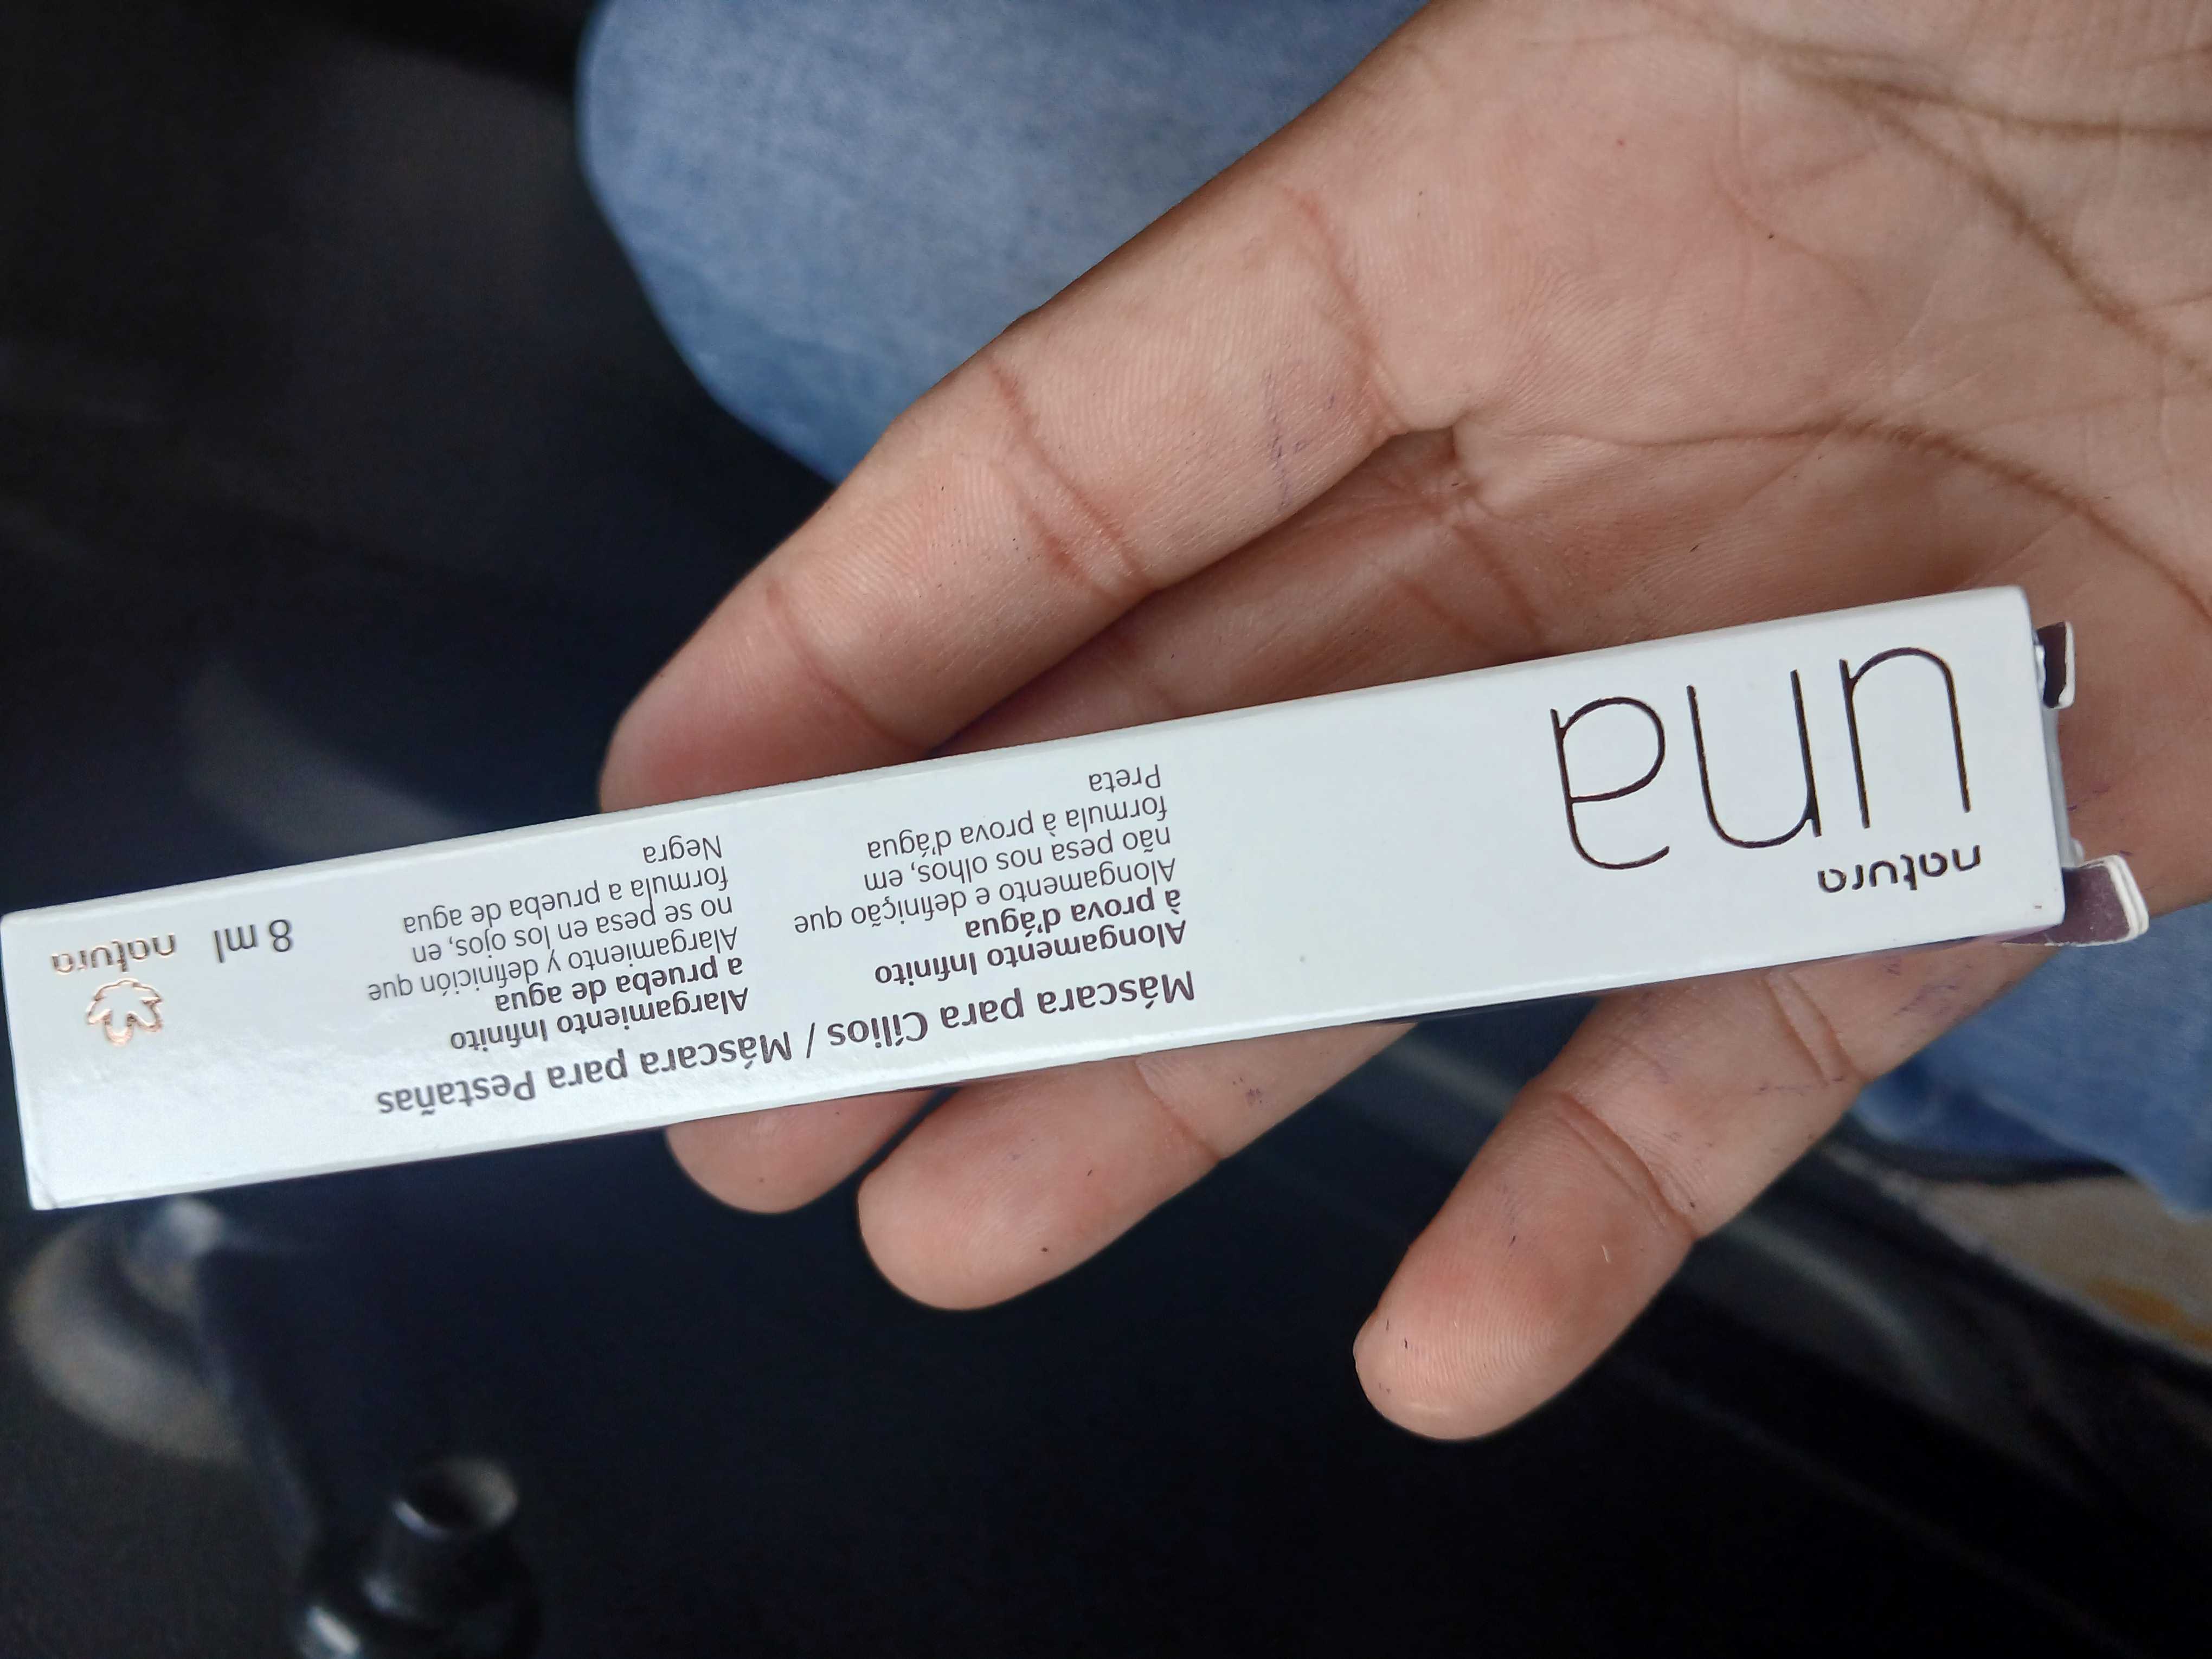 natura
una
Máscara para Cílios / Máscara para Pestañas
Alongamento Infinito
à prova d'água
Alongamento e definição que
não pesa nos olhos, em
formula à prova d'água
Preta
Alargamiento Infinito
a prueba de agua
Alargamiento y definición que
no se pesa en los ojos, en
formula a prueba de agua
Negra
8 ml
natura